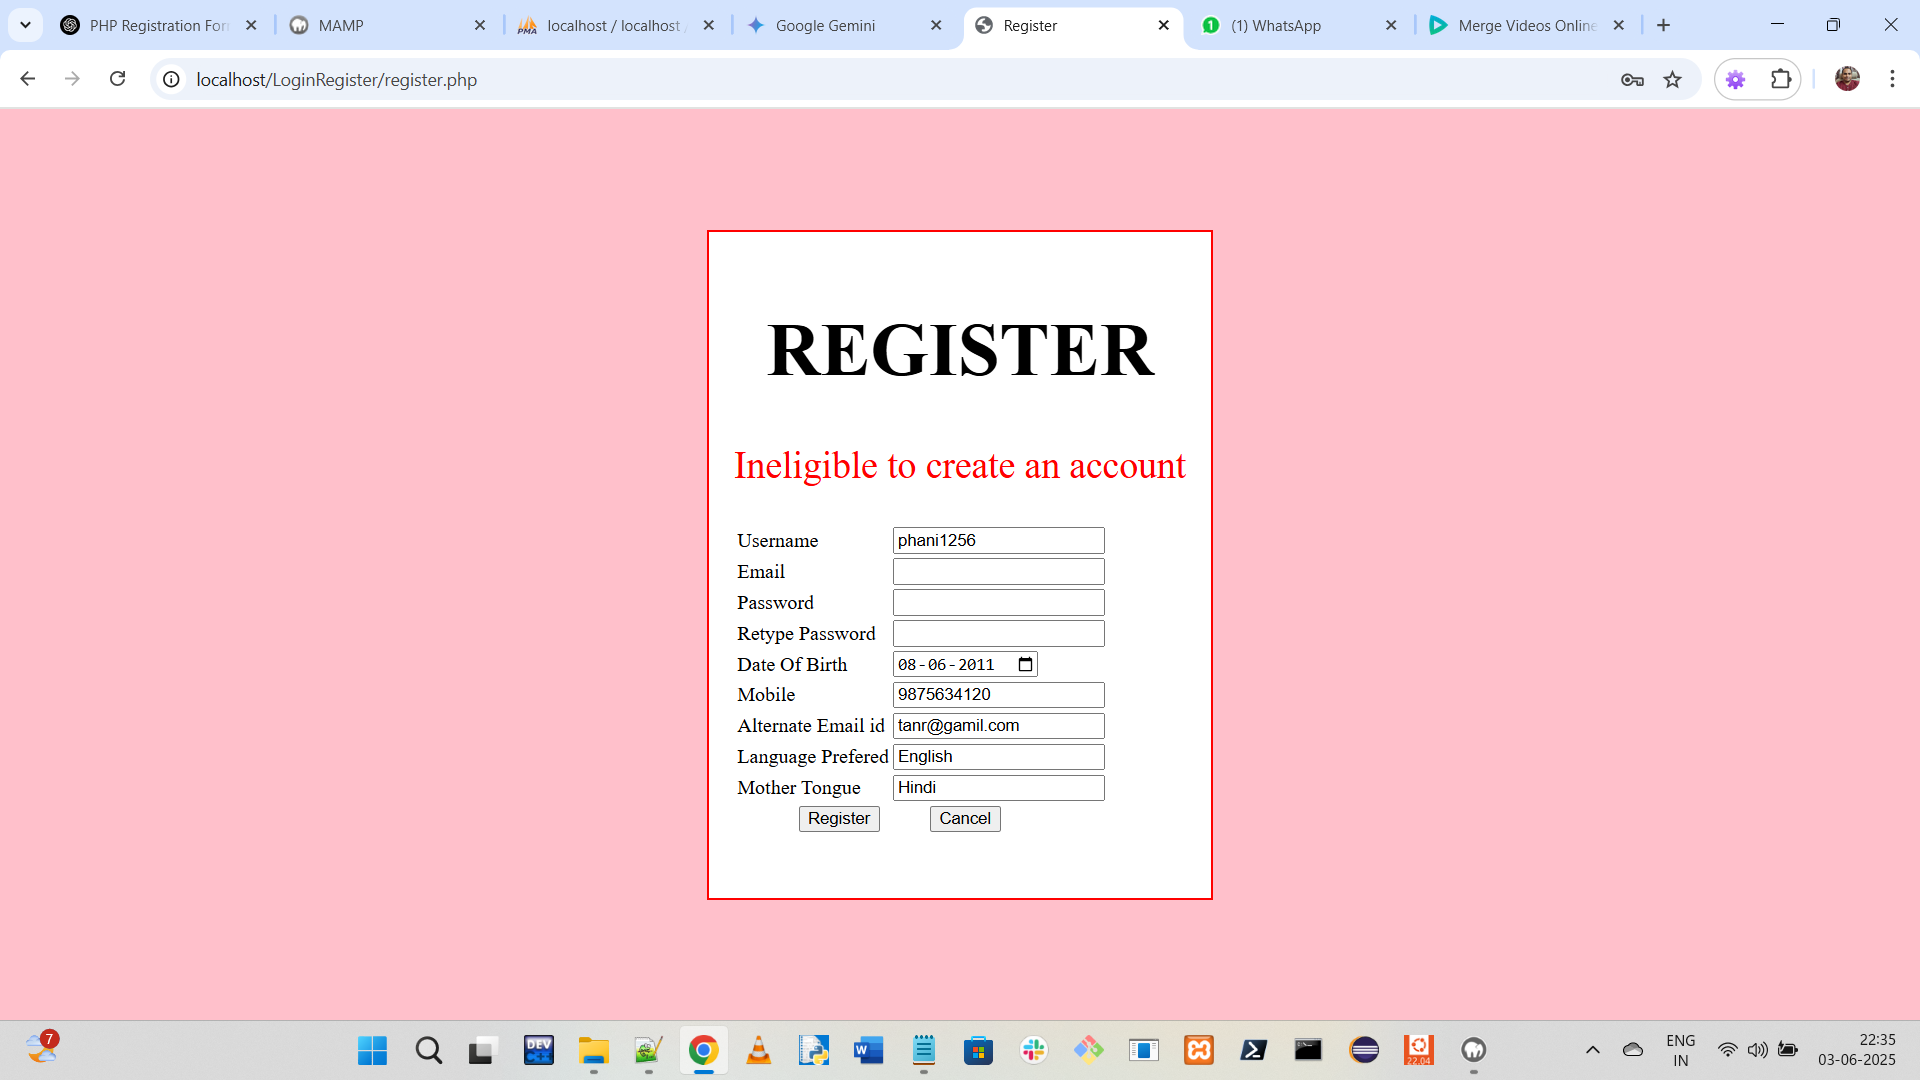 PHP Registration For
MAMP
localhost / localhost /
Google Gemini
Register
(1) WhatsApp
Merge Videos Online
localhost/LoginRegister/register.php
REGISTER
Ineligible to create an account
Username phani1256
Email
Password
Retype Password
Date Of Birth 08-06-2011
Mobile 9875634120
Alternate Email id tanr@gamil.com
Language Prefered English
Mother Tongue Hindi
Register Cancel
7
DEV C++
22.04
ENG
IN
22:35
03-06-2025